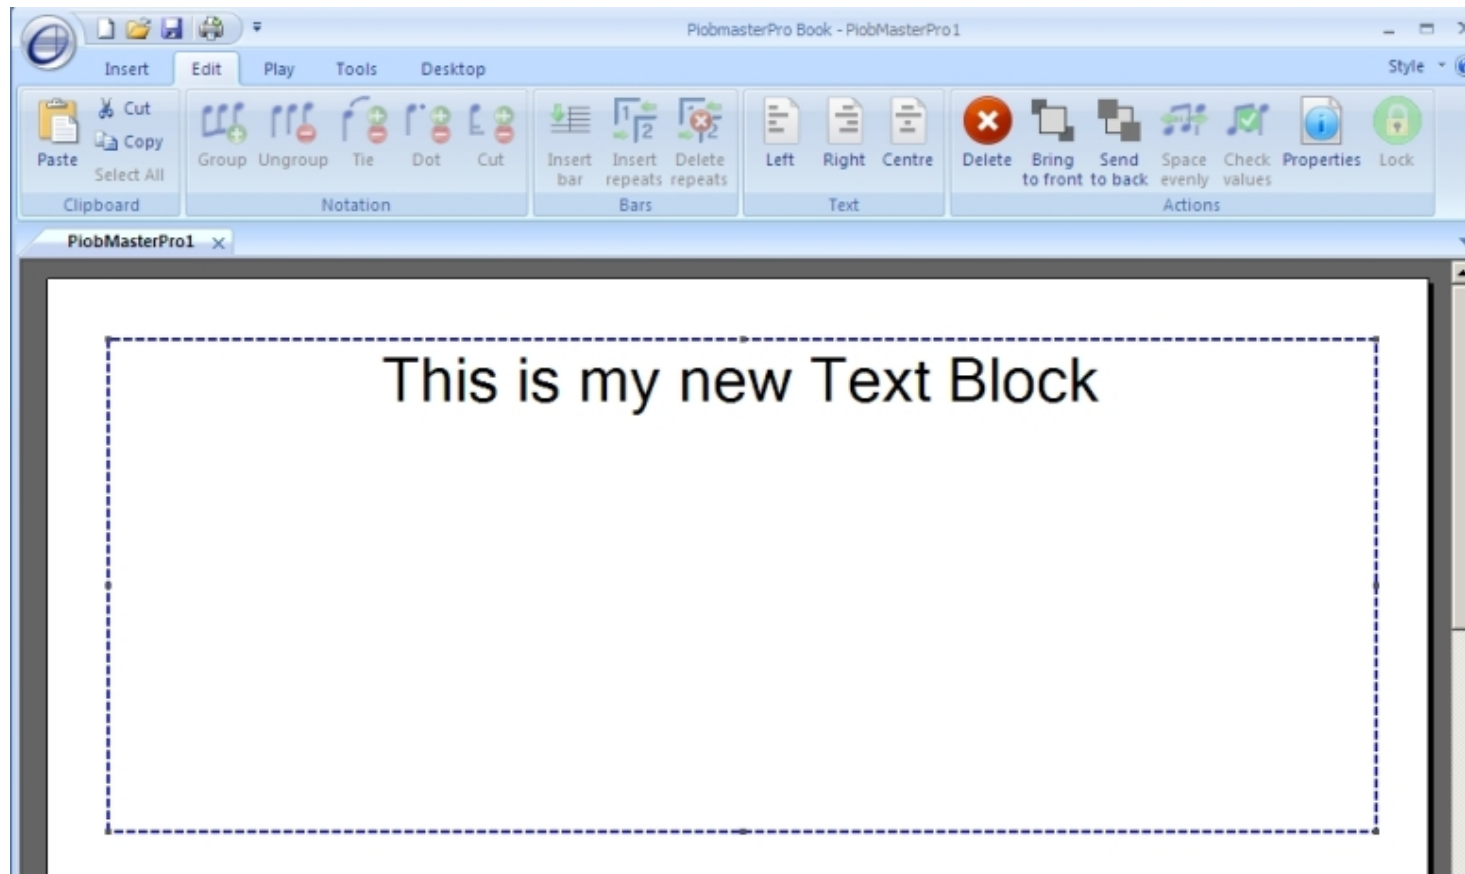 PiobmasterPro Book - PiobMasterPro1
Insert Edit Play Tools Desktop Style
Paste
Cut
Copy
Select All
Clipboard
Group Ungroup Tie Dot Cut
Notation
Insert bar
Insert repeats
Delete repeats
Bars
Left Right Centre
Text
Delete
Bring to front
Send to back
Space evenly
Check values
Properties
Lock
Actions
PiobMasterPro1
This is my new Text Block